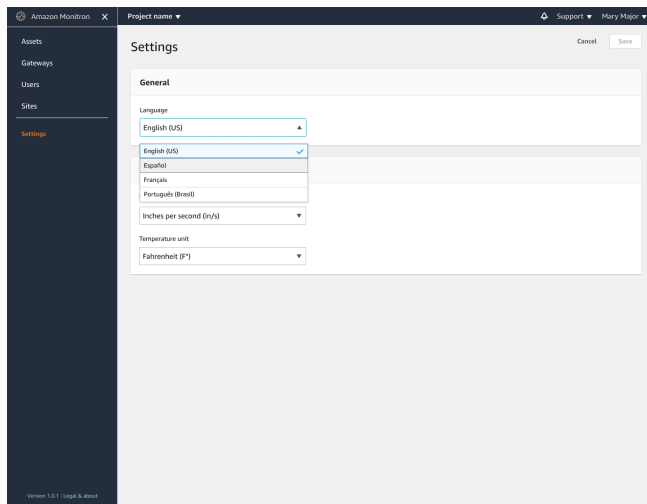 Amazon Monitron X
Project name ▼
Support ▼
Mary Major ▼
Assets
Gateways
Users
Sites
Settings
Settings
Cancel
Save
General
Language
English (US)
English (US)
Español
Français
Português (Brasil)
Inches per second (in/s)
Temperature unit
Fahrenheit (F°)
Version 1.0.1 | Legal & about